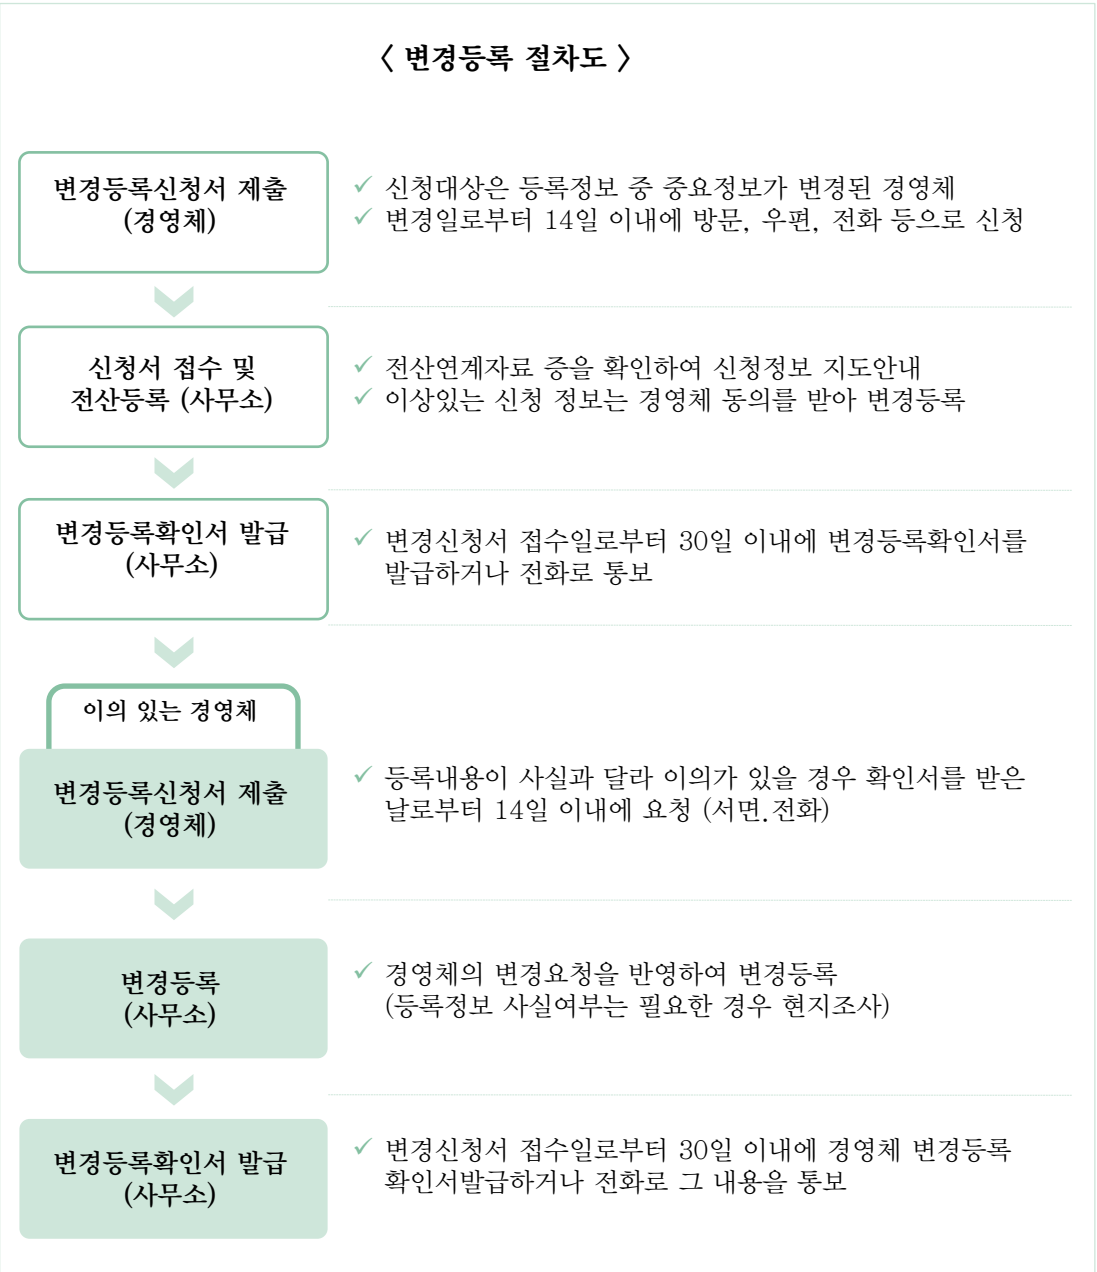 〈 변경등록 절차도 〉
변경등록신청서 제출
(경영체)
✓ 신청대상은 등록정보 중 중요정보가 변경된 경영체
✓ 변경일로부터 14일 이내에 방문, 우편, 전화 등으로 신청
신청서 접수 및
전산등록 (사무소)
✓ 전산연계자료 증을 확인하여 신청정보 지도안내
✓ 이상있는 신청 정보는 경영체 동의를 받아 변경등록
변경등록확인서 발급
(사무소)
✓ 변경신청서 접수일로부터 30일 이내에 변경등록확인서를
발급하거나 전화로 통보
이의 있는 경영체
변경등록신청서 제출
(경영체)
✓ 등록내용이 사실과 달라 이의가 있을 경우 확인서를 받은
날로부터 14일 이내에 요청 (서면.전화)
변경등록
(사무소)
✓ 경영체의 변경요청을 반영하여 변경등록
(등록정보 사실여부는 필요한 경우 현지조사)
변경등록확인서 발급
(사무소)
✓ 변경신청서 접수일로부터 30일 이내에 경영체 변경등록
확인서발급하거나 전화로 그 내용을 통보